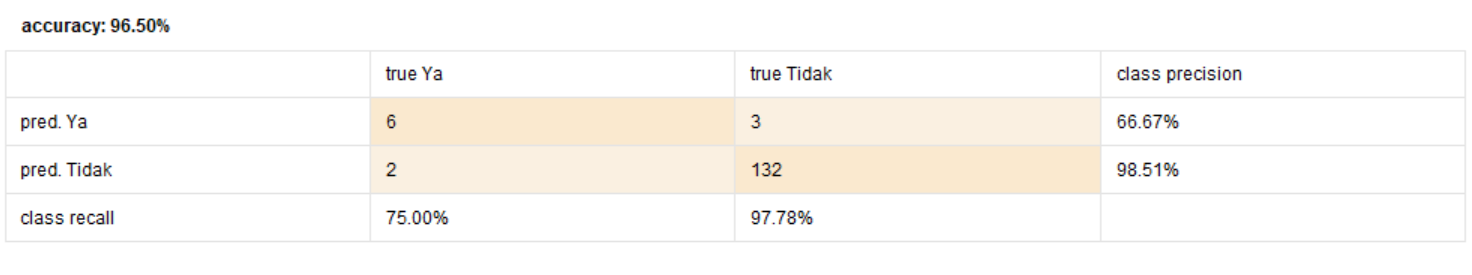 accuracy: 96.50%
true Ya true Tidak class precision
pred. Ya 6 3 66.67%
pred. Tidak 2 132 98.51%
class recall 75.00% 97.78%